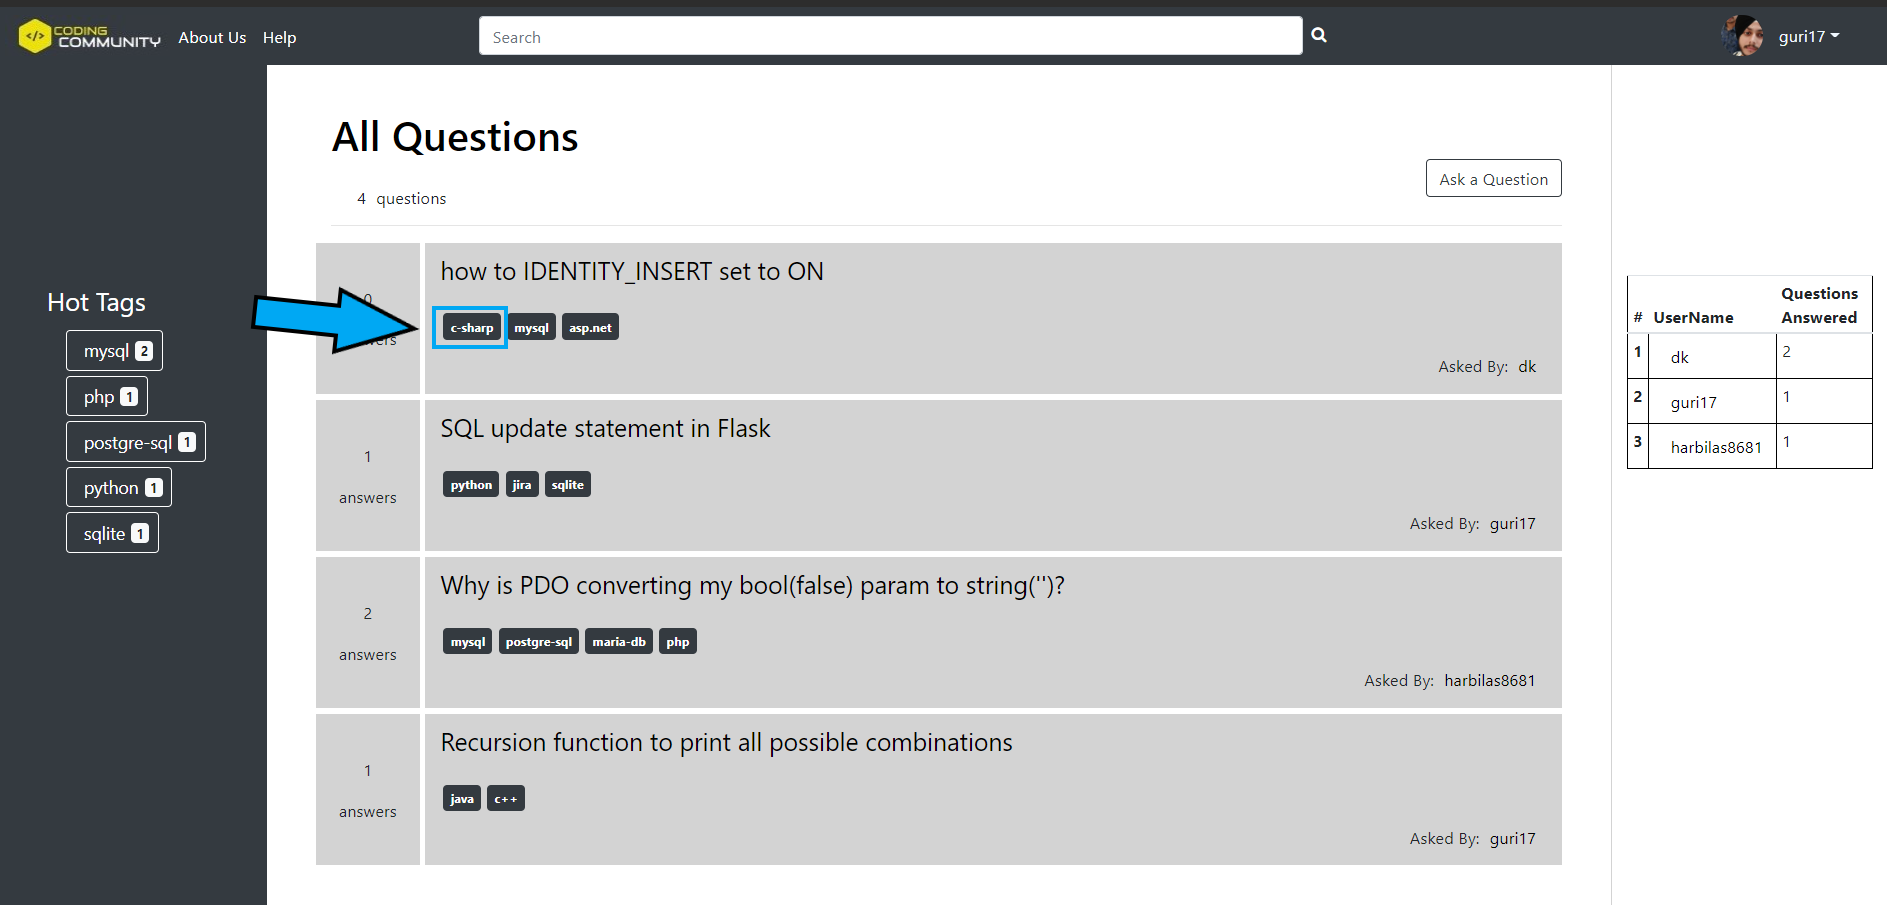 </> CODING
COMMUNITY
About Us
Help
Search
guri17
Hot Tags
mysql 2
php 1
postgre-sql 1
python 1
sqlite 1
All Questions
4 questions
Ask a Question
0
how to IDENTITY_INSERT set to ON
c-sharp mysql asp.net
Asked By: dk
1
answers
SQL update statement in Flask
python jira sqlite
Asked By: guri17
2
answers
Why is PDO converting my bool(false) param to string('')?
mysql postgre-sql maria-db php
Asked By: harbilas8681
1
answers
Recursion function to print all possible combinations
java c++
Asked By: guri17
# UserName Questions
Answered
1 dk 2
2 guri17 1
3 harbilas8681 1